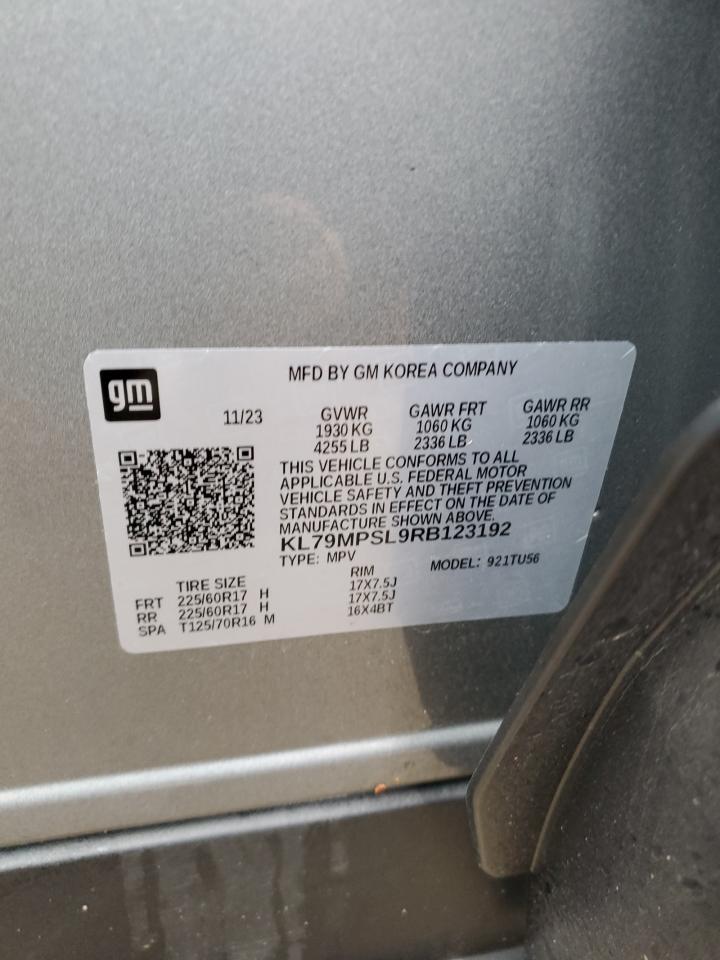 gm
MFD BY GM KOREA COMPANY
11/23
GVWR
1930 KG
4255 LB
GAWR FRT
1060 KG
2336 LB
GAWR RR
1060 KG
2336 LB
THIS VEHICLE CONFORMS TO ALL
APPLICABLE U.S. FEDERAL MOTOR
VEHICLE SAFETY AND THEFT PREVENTION
STANDARDS IN EFFECT ON THE DATE OF
MANUFACTURE SHOWN ABOVE.
KL79MPSL9RB123192
TYPE: MPV MODEL: 921TU56
TIRE SIZE RIM
FRT 225/60R17 H 17X7.5J
RR 225/60R17 H 17X7.5J
SPA T125/70R16 M 16X4BT